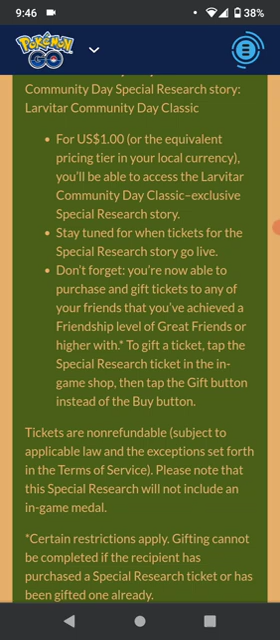 9:46
38%
POKÉMON
GO
Community Day Special Research story:
Larvitar Community Day Classic
• For US$1.00 (or the equivalent
pricing tier in your local currency),
you'll be able to access the Larvitar
Community Day Classic–exclusive
Special Research story.
• Stay tuned for when tickets for the
Special Research story go live.
• Don't forget: you're now able to
purchase and gift tickets to any of
your friends that you've achieved a
Friendship level of Great Friends or
higher with.* To gift a ticket, tap the
Special Research ticket in the in-
game shop, then tap the Gift button
instead of the Buy button.
Tickets are nonrefundable (subject to
applicable law and the exceptions set forth
in the Terms of Service). Please note that
this Special Research will not include an
in-game medal.
*Certain restrictions apply. Gifting cannot
be completed if the recipient has
purchased a Special Research ticket or has
been gifted one already.